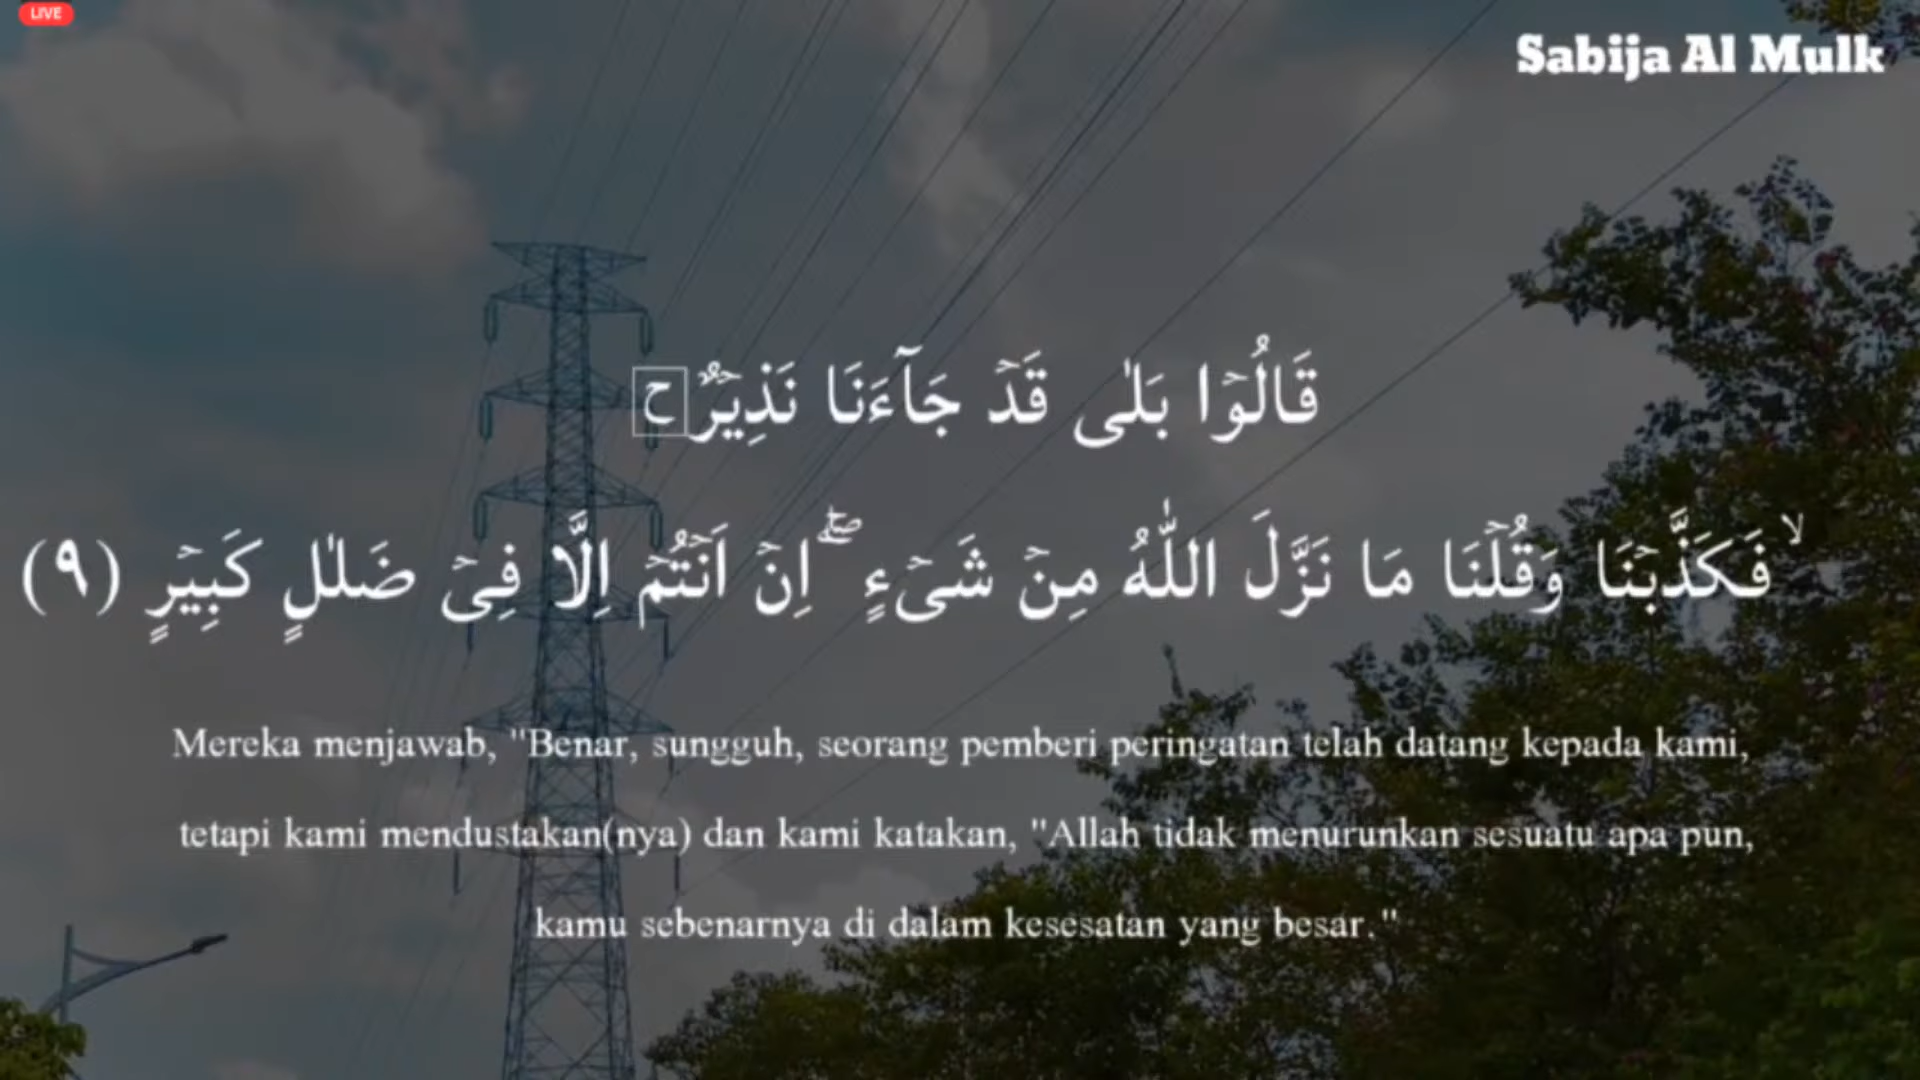 LIVE
Sabija Al Mulk
قَالُوْا بَلٰى قَدْ جَاۤءَنَا نَذِيْرٌ ەۙ
ۙ فَكَذَّبْنَا وَقُلْنَا مَا نَزَّلَ اللّٰهُ مِنْ شَيْءٍ ۖ اِنْ اَنْتُمْ اِلَّا فِيْ ضَلٰلٍ كَبِيْرٍ (٩)
Mereka menjawab, "Benar, sungguh, seorang pemberi peringatan telah datang kepada kami,
tetapi kami mendustakan(nya) dan kami katakan, "Allah tidak menurunkan sesuatu apa pun,
kamu sebenarnya di dalam kesesatan yang besar."